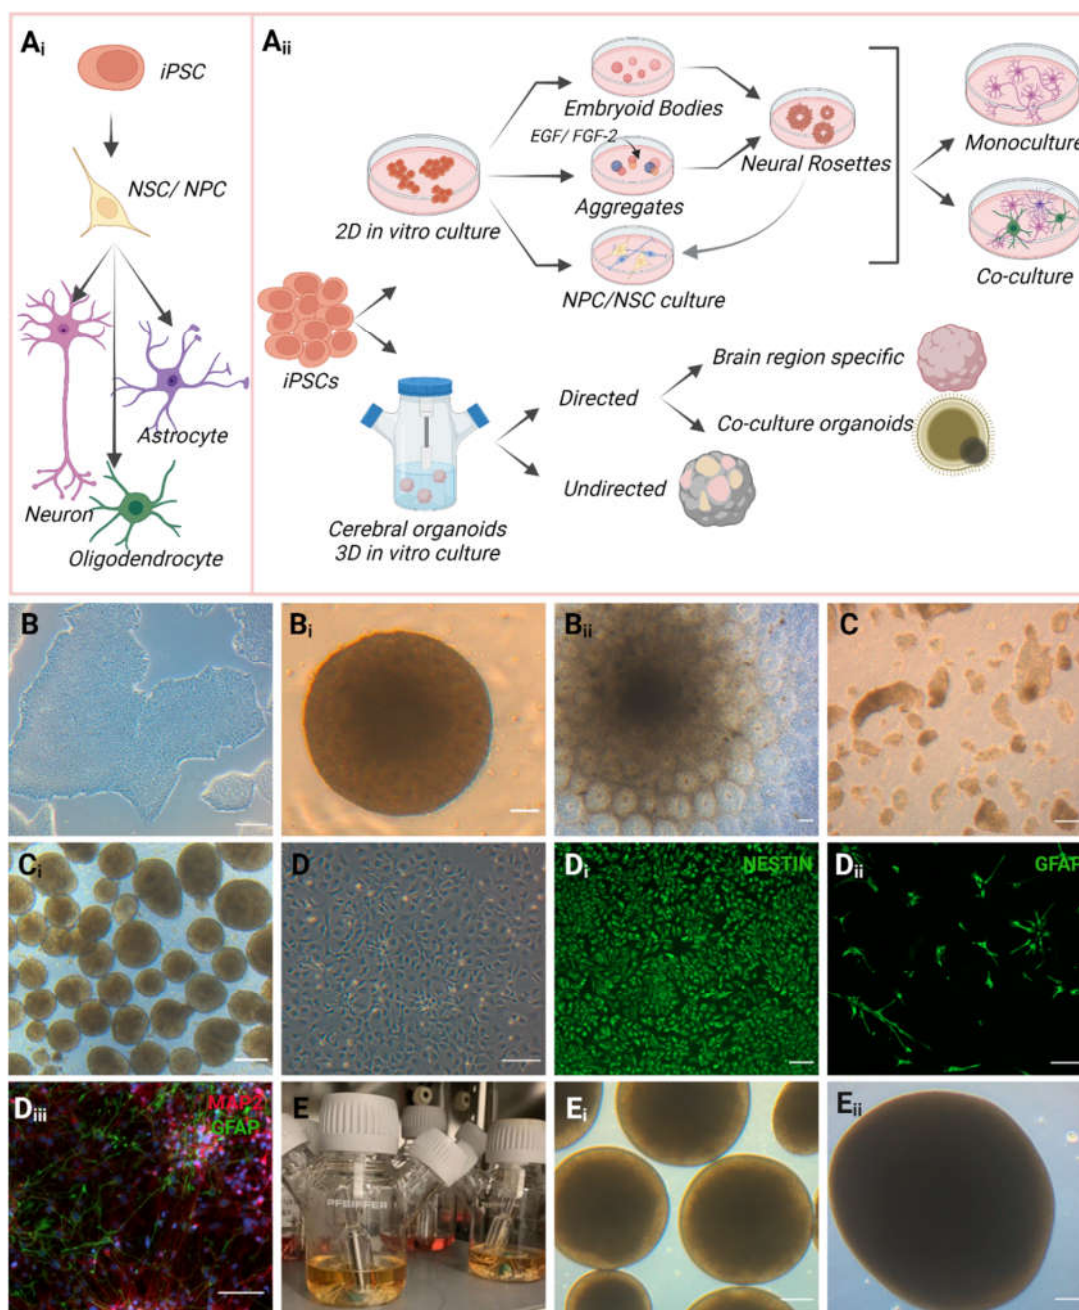 Ai
iPSC
NSC/ NPC
Astrocyte
Neuron
Oligodendrocyte
Aii
Embryoid Bodies
EGF/ FGF-2
Neural Rosettes
Monoculture
2D in vitro culture
Aggregates
NPC/NSC culture
Co-culture
iPSCs
Brain region specific
Directed
Co-culture organoids
Undirected
Cerebral organoids
3D in vitro culture
B
Bi
Bii
C
Ci
D
Di
NESTIN
Dii
GFAP
Diii
MAP2
GFAP
E
PFEIFFER
Ei
Eii